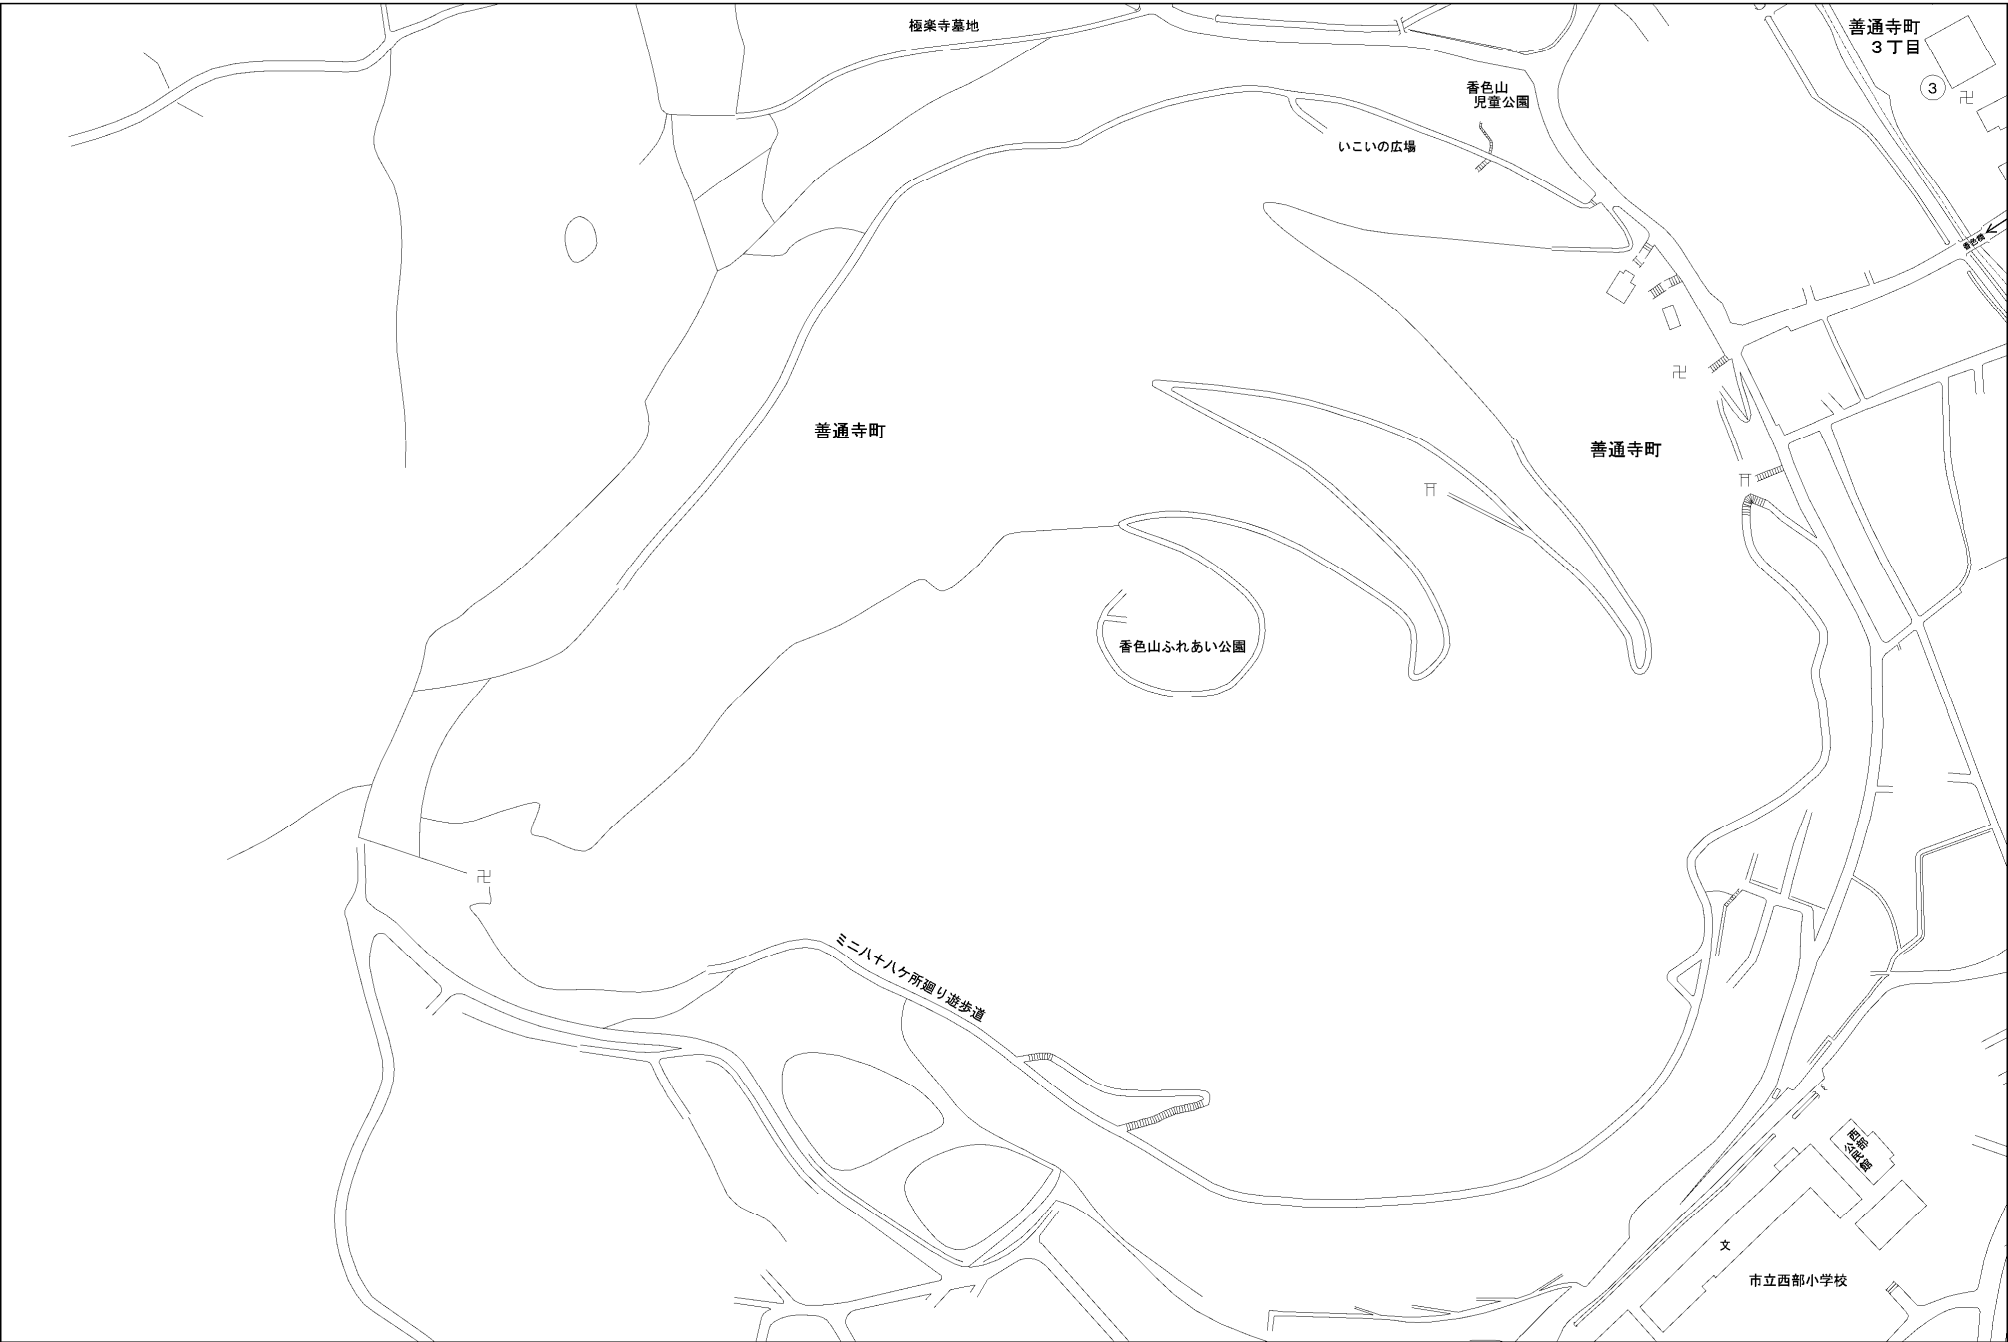 極楽寺墓地
善通寺町
3丁目
3
香色山
児童公園
いこいの広場
香色橋
善通寺町
善通寺町
香色山ふれあい公園
ミニ八十八ケ所廻り遊歩道
西部
公民館
文
市立西部小学校